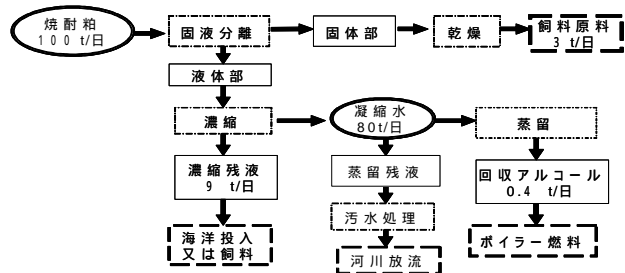 焼酎粕
100 t/日
固液分離
固体部
乾燥
飼料原料
3 t/日
液体部
濃縮
凝縮水
80t/日
蒸留
濃縮残液
9 t/日
蒸留残液
回収アルコール
0.4 t/日
汚水処理
海洋投入
又は飼料
河川放流
ボイラー燃料